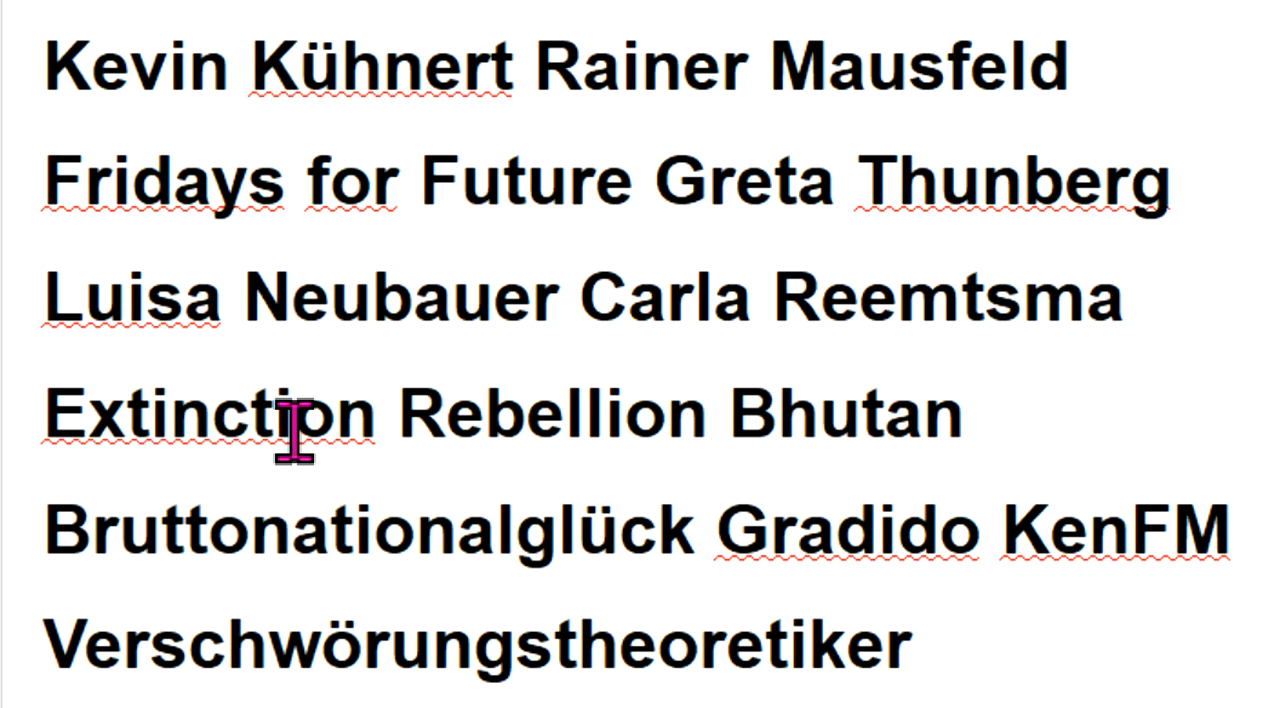 Kevin Kühnert Rainer Mausfeld
Fridays for Future Greta Thunberg
Luisa Neubauer Carla Reemtsma
Extinction Rebellion Bhutan
Bruttonationalglück Gradido KenFM
Verschwörungstheoretiker